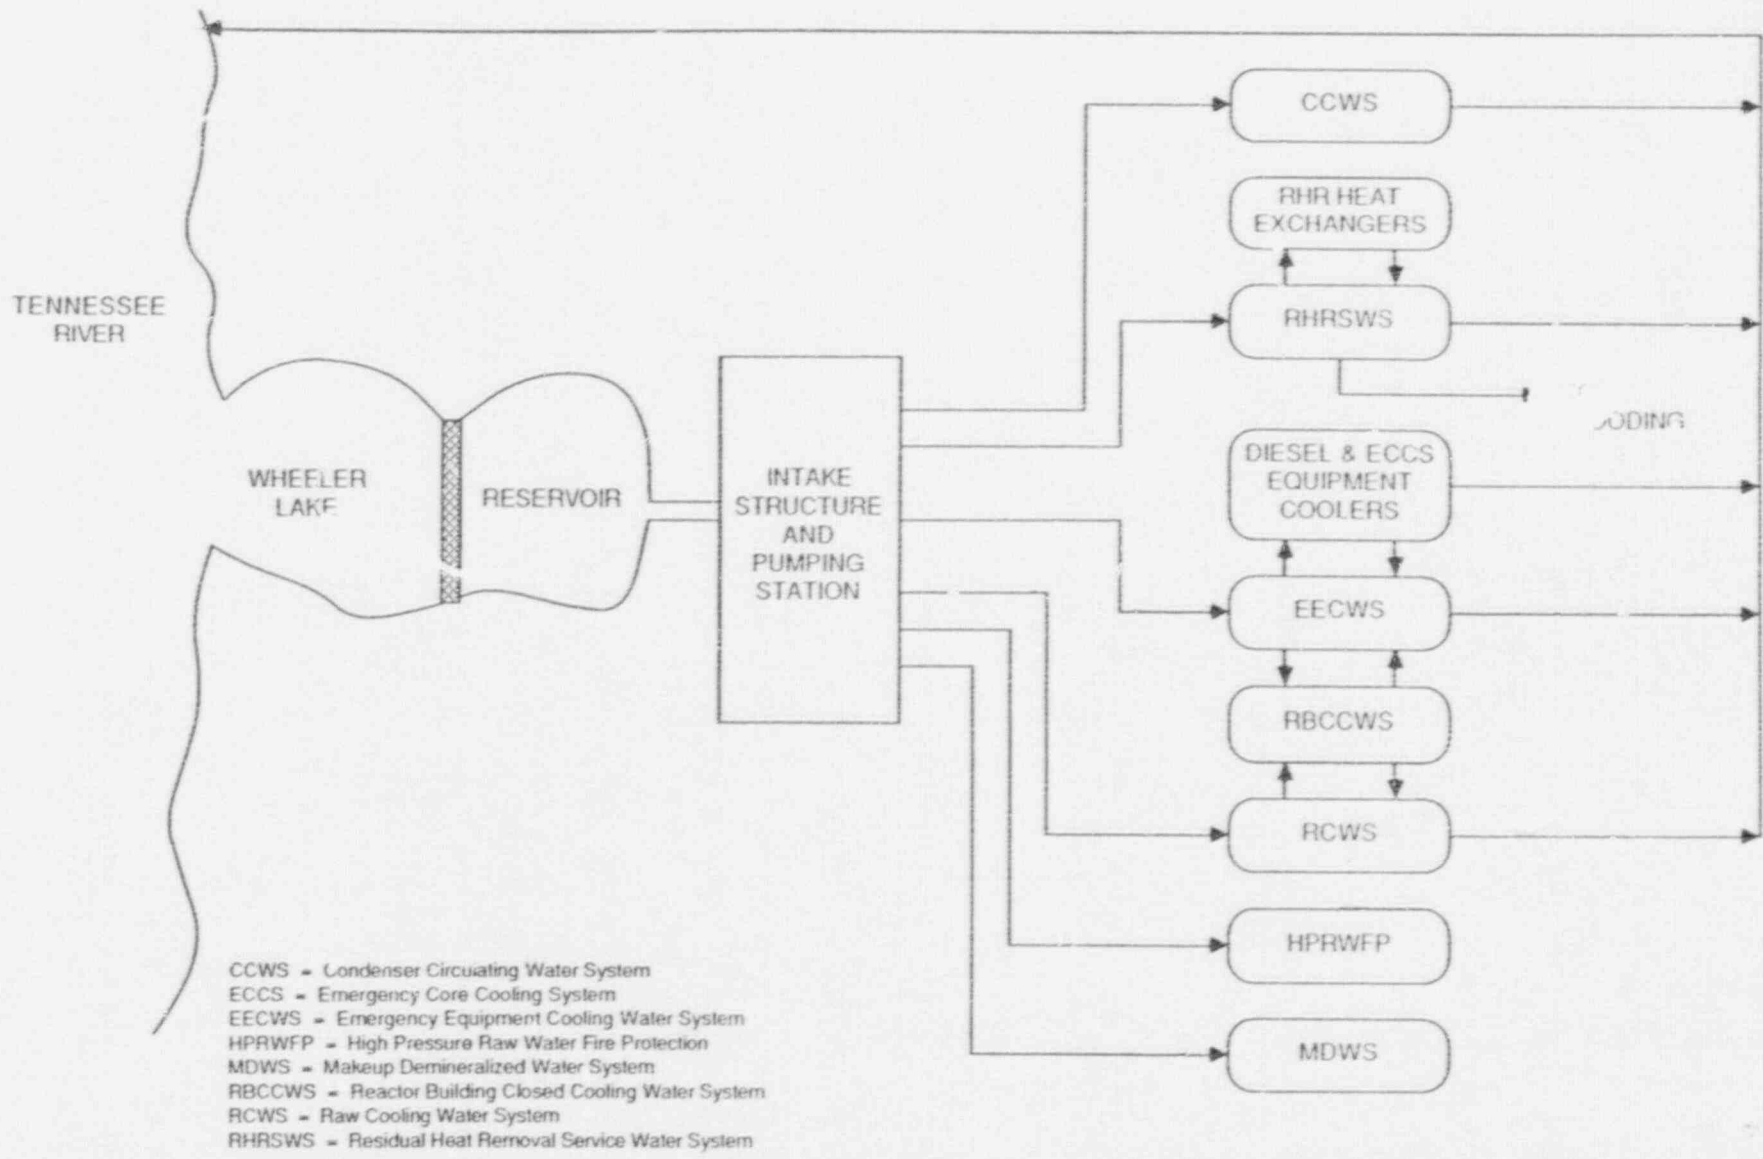 CCWS
RHR HEAT
EXCHANGERS
TENNESSEE
RIVER
RHRSWS
DIESEL & ECCS
EQUIPMENT
COOLERS
WHEELER
LAKE
RESERVOIR
INTAKE
STRUCTURE
AND
PUMPING
STATION
EECWS
RBCCWS
RCWS
HPRWFP
MDWS
CCWS = Condenser Circulating Water System
ECCS = Emergency Core Cooling System
EECWS = Emergency Equipment Cooling Water System
HPRWFP = High Pressure Raw Water Fire Protection
MDWS = Makeup Demineralized Water System
RBCCWS = Reactor Building Closed Cooling Water System
RCWS = Raw Cooling Water System
RHRSWS = Residual Heat Removal Service Water System